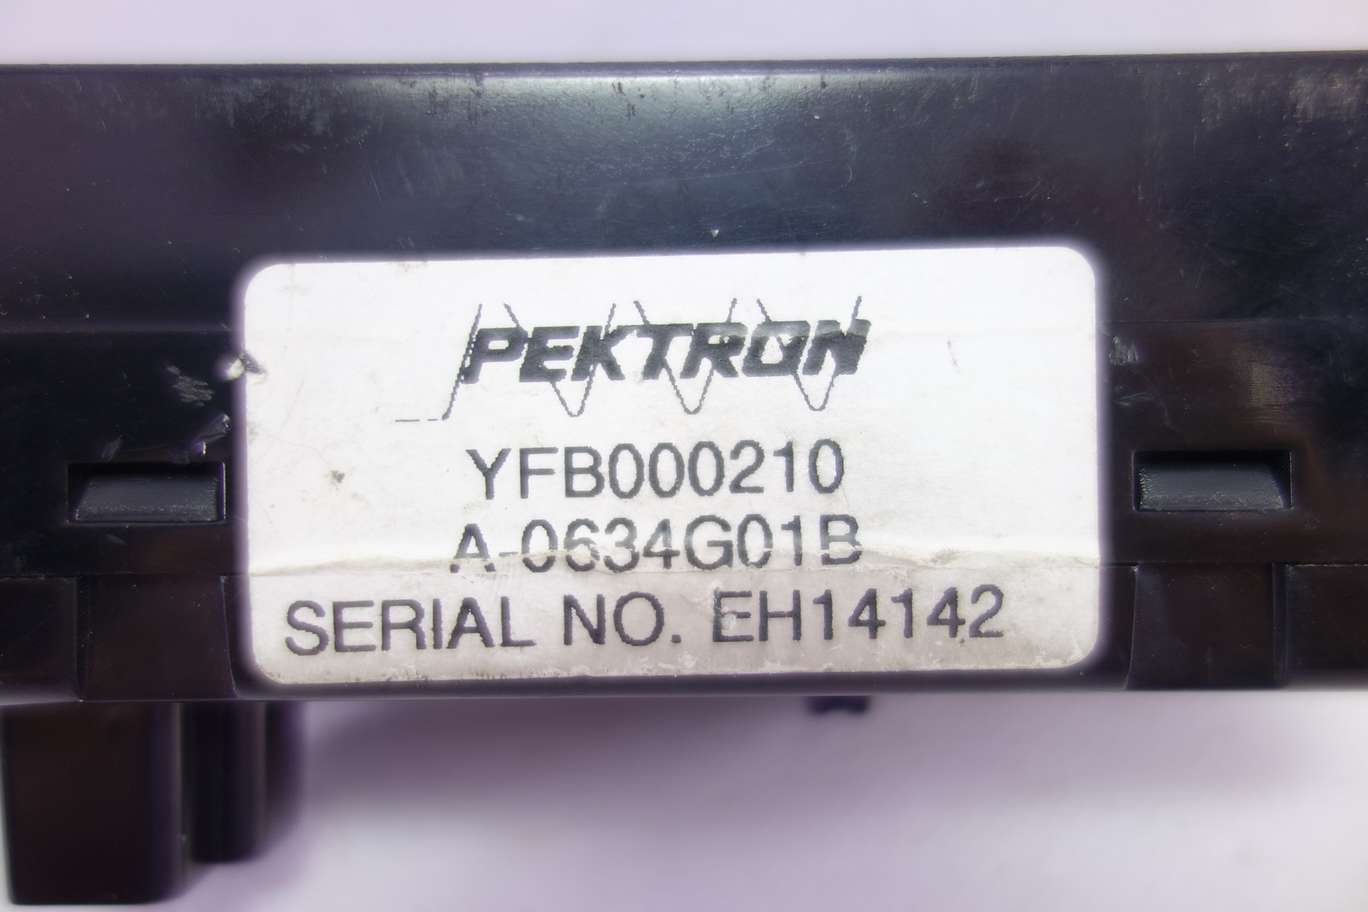 PEKTRON
YFB000210
A-0634G01B
SERIAL NO. EH14142